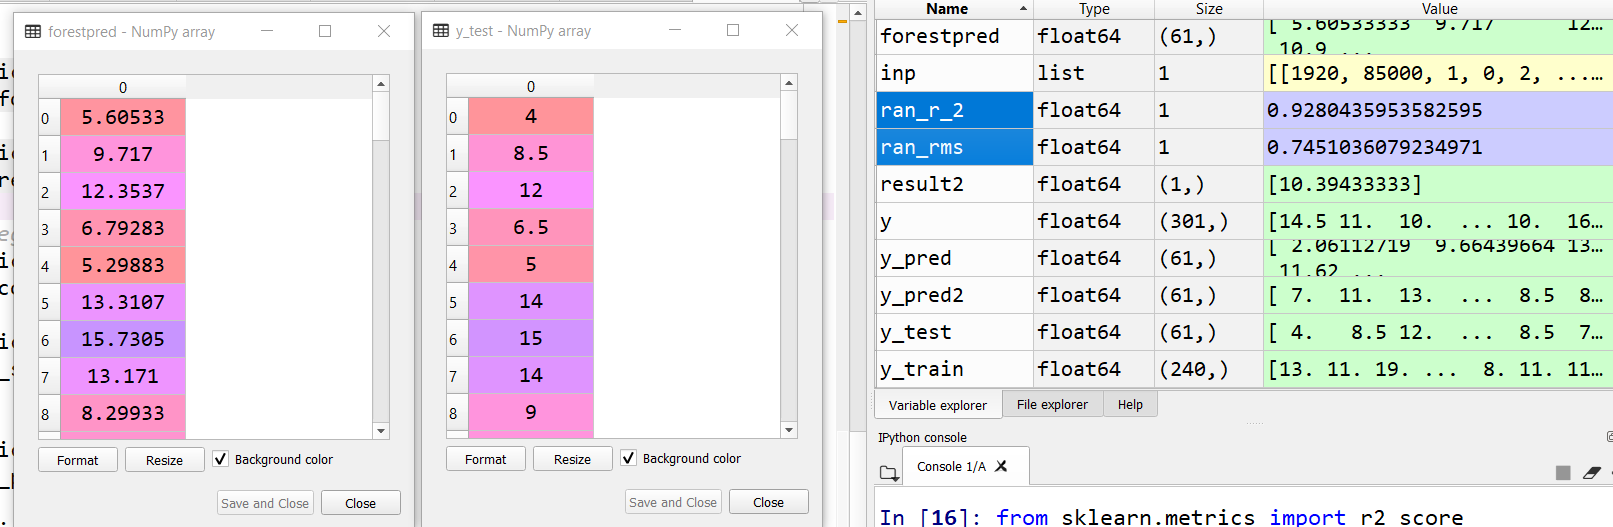 forestpred - NumPy array
0
0 5.60533
1 9.717
2 12.3537
3 6.79283
4 5.29883
5 13.3107
6 15.7305
7 13.171
8 8.29933
Format Resize Background color
Save and Close Close
y_test - NumPy array
0
0 4
1 8.5
2 12
3 6.5
4 5
5 14
6 15
7 14
8 9
Format Resize Background color
Save and Close Close
Name Type Size Value
forestpred float64 (61,) [ 5.60533333 9.717 12…
10.9 ...
inp list 1 [[1920, 85000, 1, 0, 2, ...…
ran_r_2 float64 1 0.9280435953582595
ran_rms float64 1 0.7451036079234971
result2 float64 (1,) [10.39433333]
y float64 (301,) [14.5 11. 10. ... 10. 16…
y_pred float64 (61,) [ 2.06112719 9.66439664 13…
11.62 ...
y_pred2 float64 (61,) [ 7. 11. 13. ... 8.5 8…
y_test float64 (61,) [ 4. 8.5 12. ... 8.5 7…
y_train float64 (240,) [13. 11. 19. ... 8. 11. 11…
Variable explorer File explorer Help
IPython console
Console 1/A
In [16]: from sklearn.metrics import r2_score